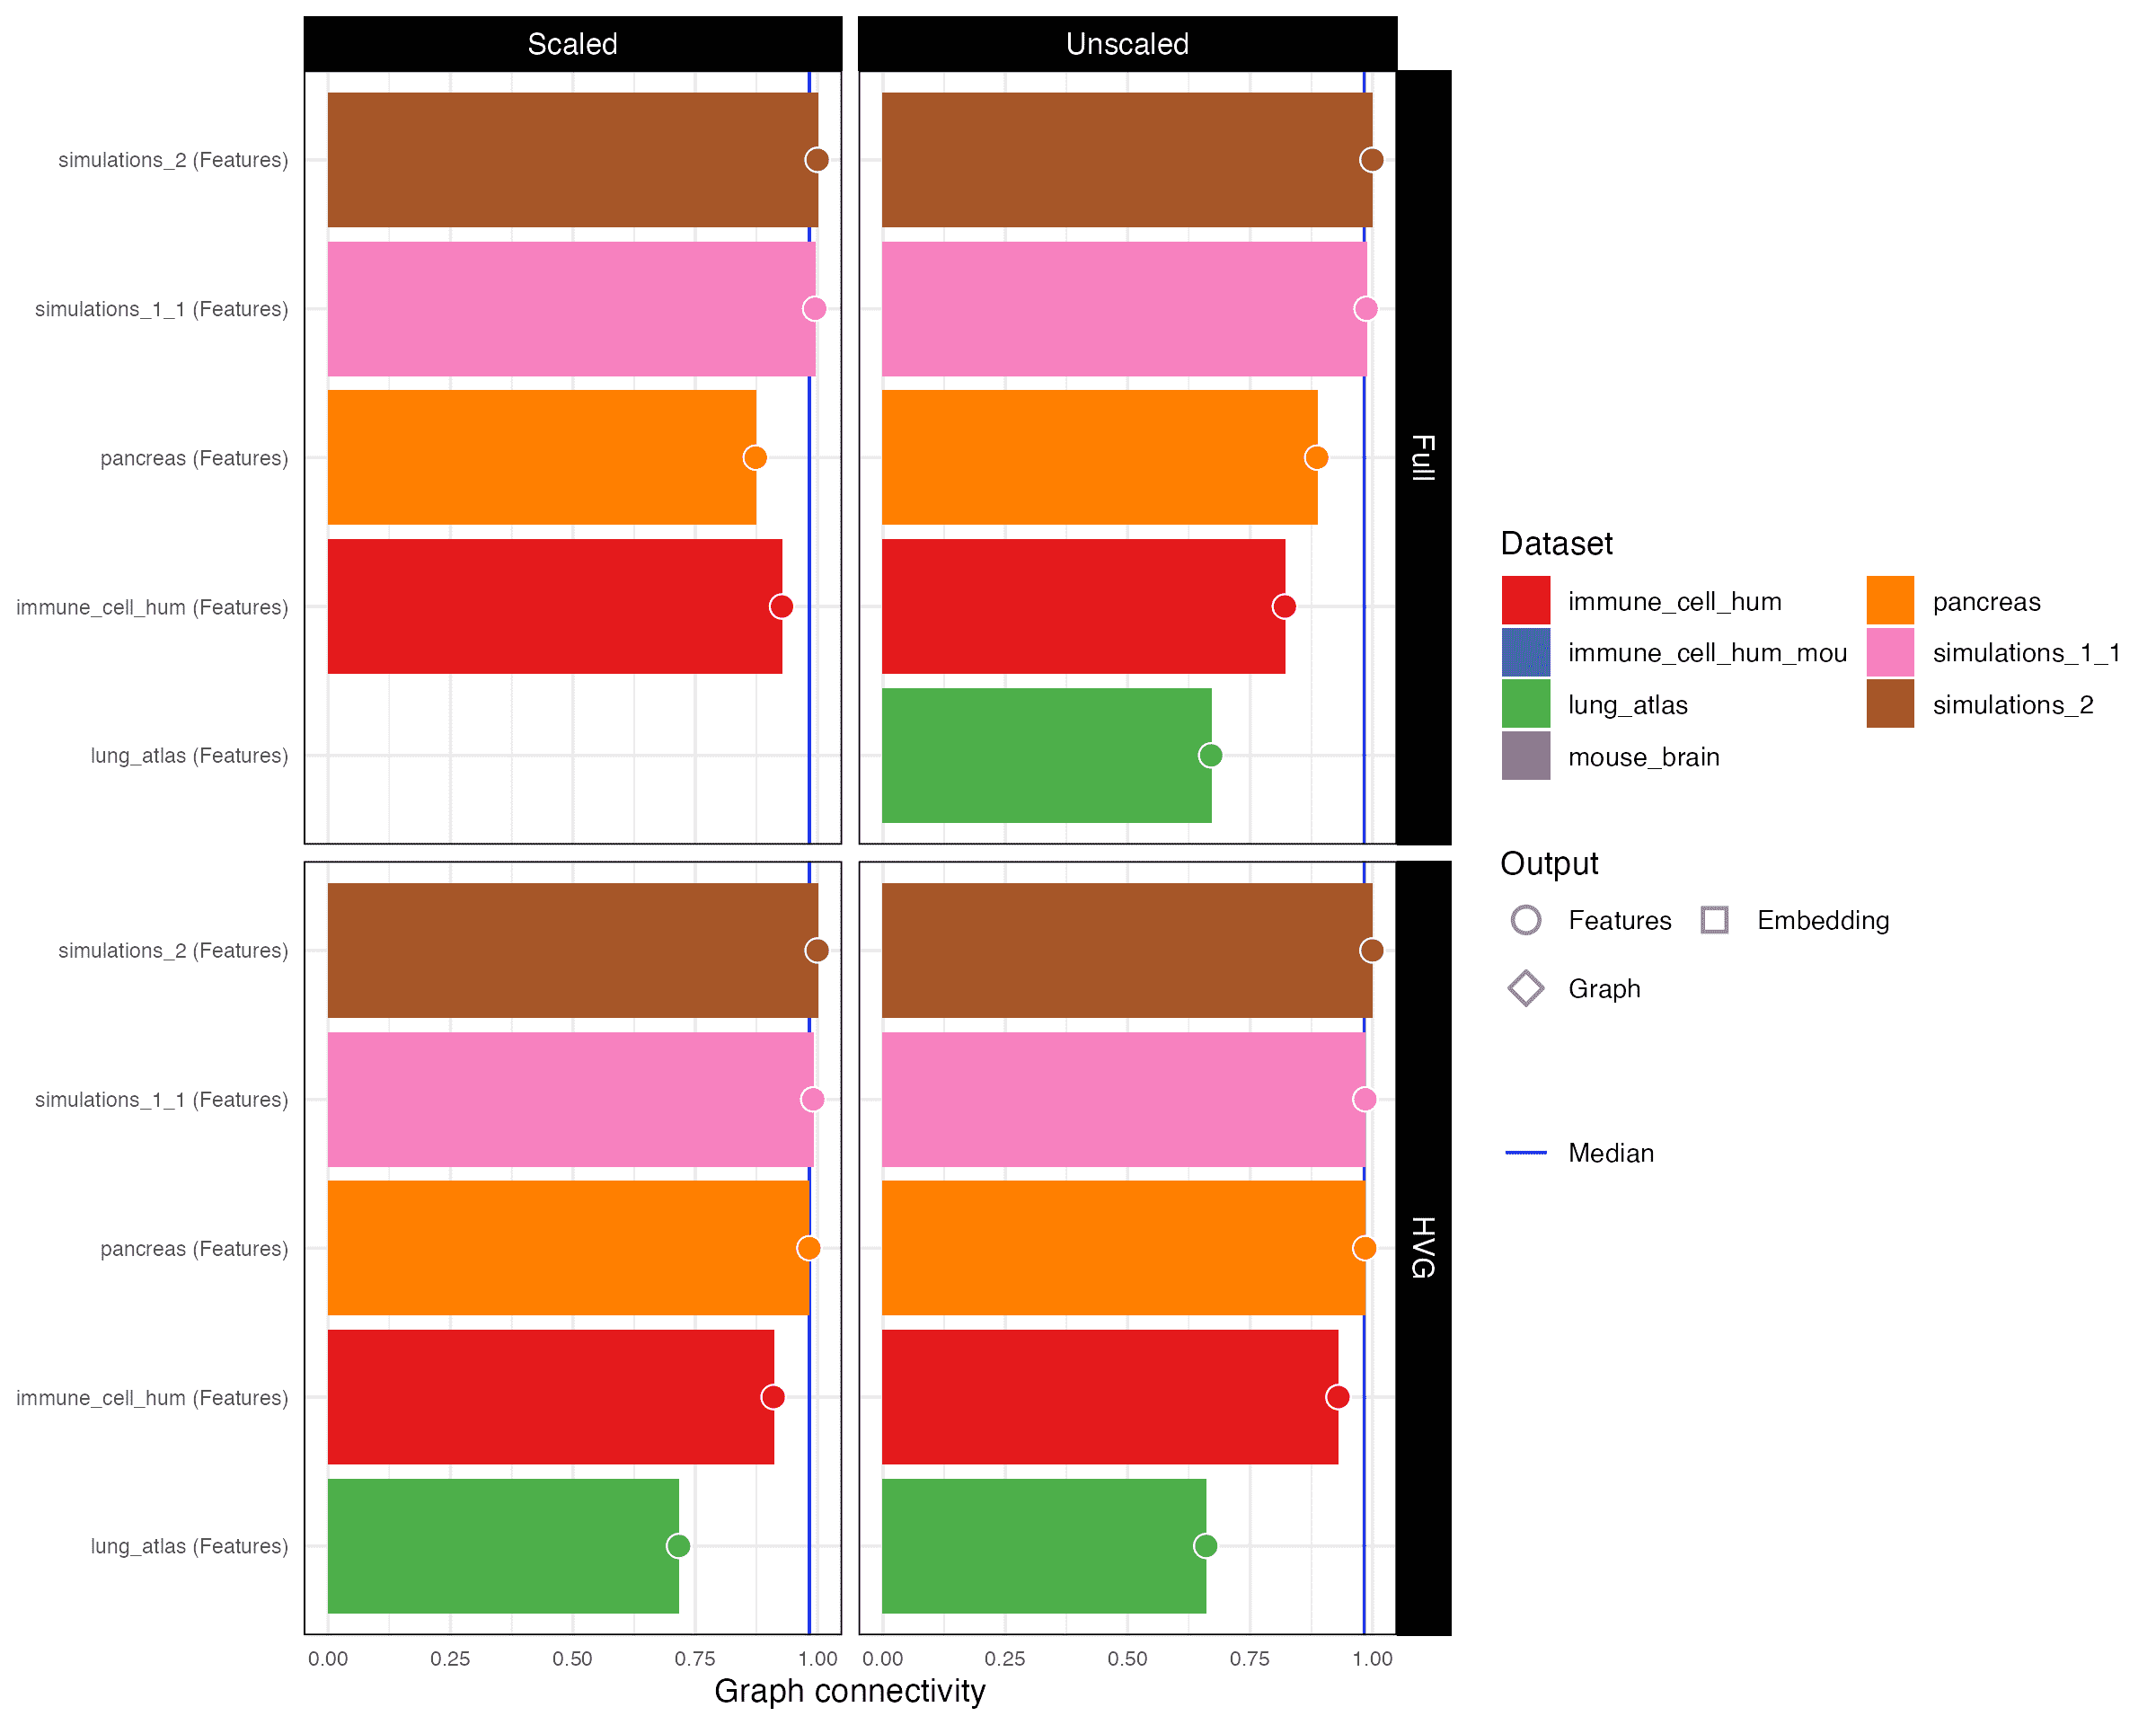 Scaled
Unscaled
simulations_2 (Features)
simulations_1_1 (Features)
pancreas (Features)
immune_cell_hum (Features)
lung_atlas (Features)
Full
simulations_2 (Features)
simulations_1_1 (Features)
pancreas (Features)
immune_cell_hum (Features)
lung_atlas (Features)
HVG
0.00 0.25 0.50 0.75 1.00 0.00 0.25 0.50 0.75 1.00
Graph connectivity
Dataset
immune_cell_hum pancreas
immune_cell_hum_mou simulations_1_1
lung_atlas simulations_2
mouse_brain
Output
Features Embedding
Graph
Median